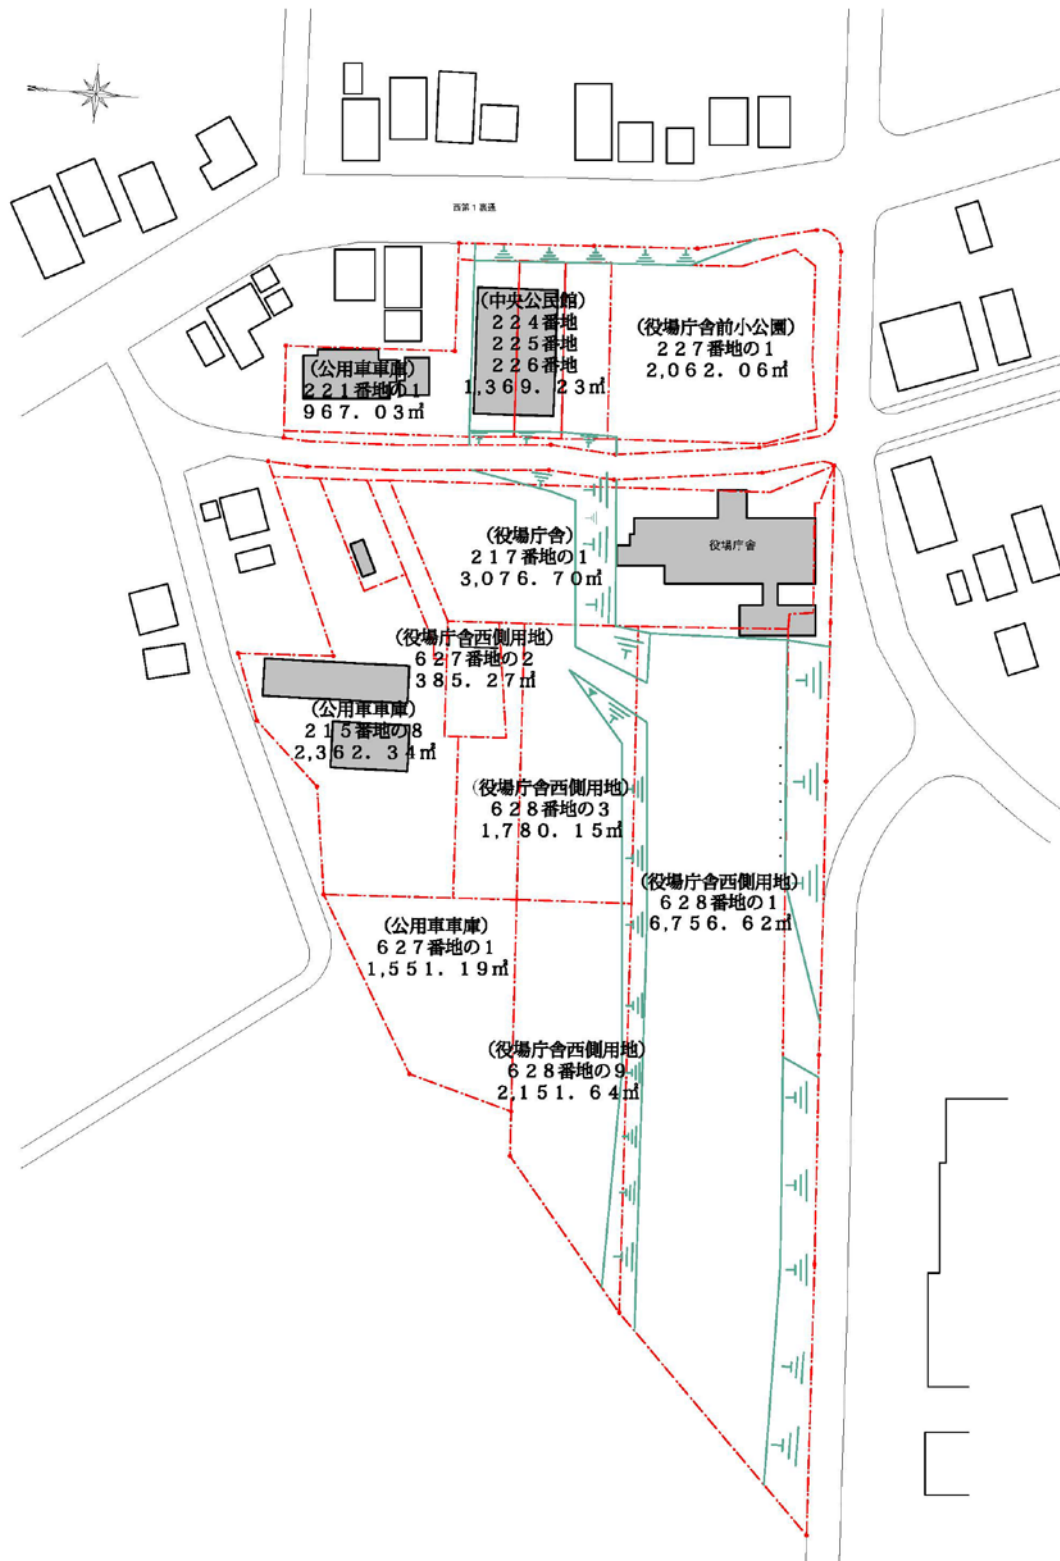 N
西第1裏通
(中央公民館)
224番地
225番地
226番地
1,369.23㎡
(役場庁舎前小公園)
227番地の1
2,062.06㎡
(公用車車庫)
221番地の1
967.03㎡
(役場庁舎)
217番地の1
3,076.70㎡
役場庁舎
(役場庁舎西側用地)
627番地の2
385.27㎡
(公用車車庫)
215番地の8
2,362.34㎡
(役場庁舎西側用地)
628番地の3
1,780.15㎡
(役場庁舎西側用地)
628番地の1
6,756.62㎡
(公用車車庫)
627番地の1
1,551.19㎡
(役場庁舎西側用地)
628番地の9
2,151.64㎡